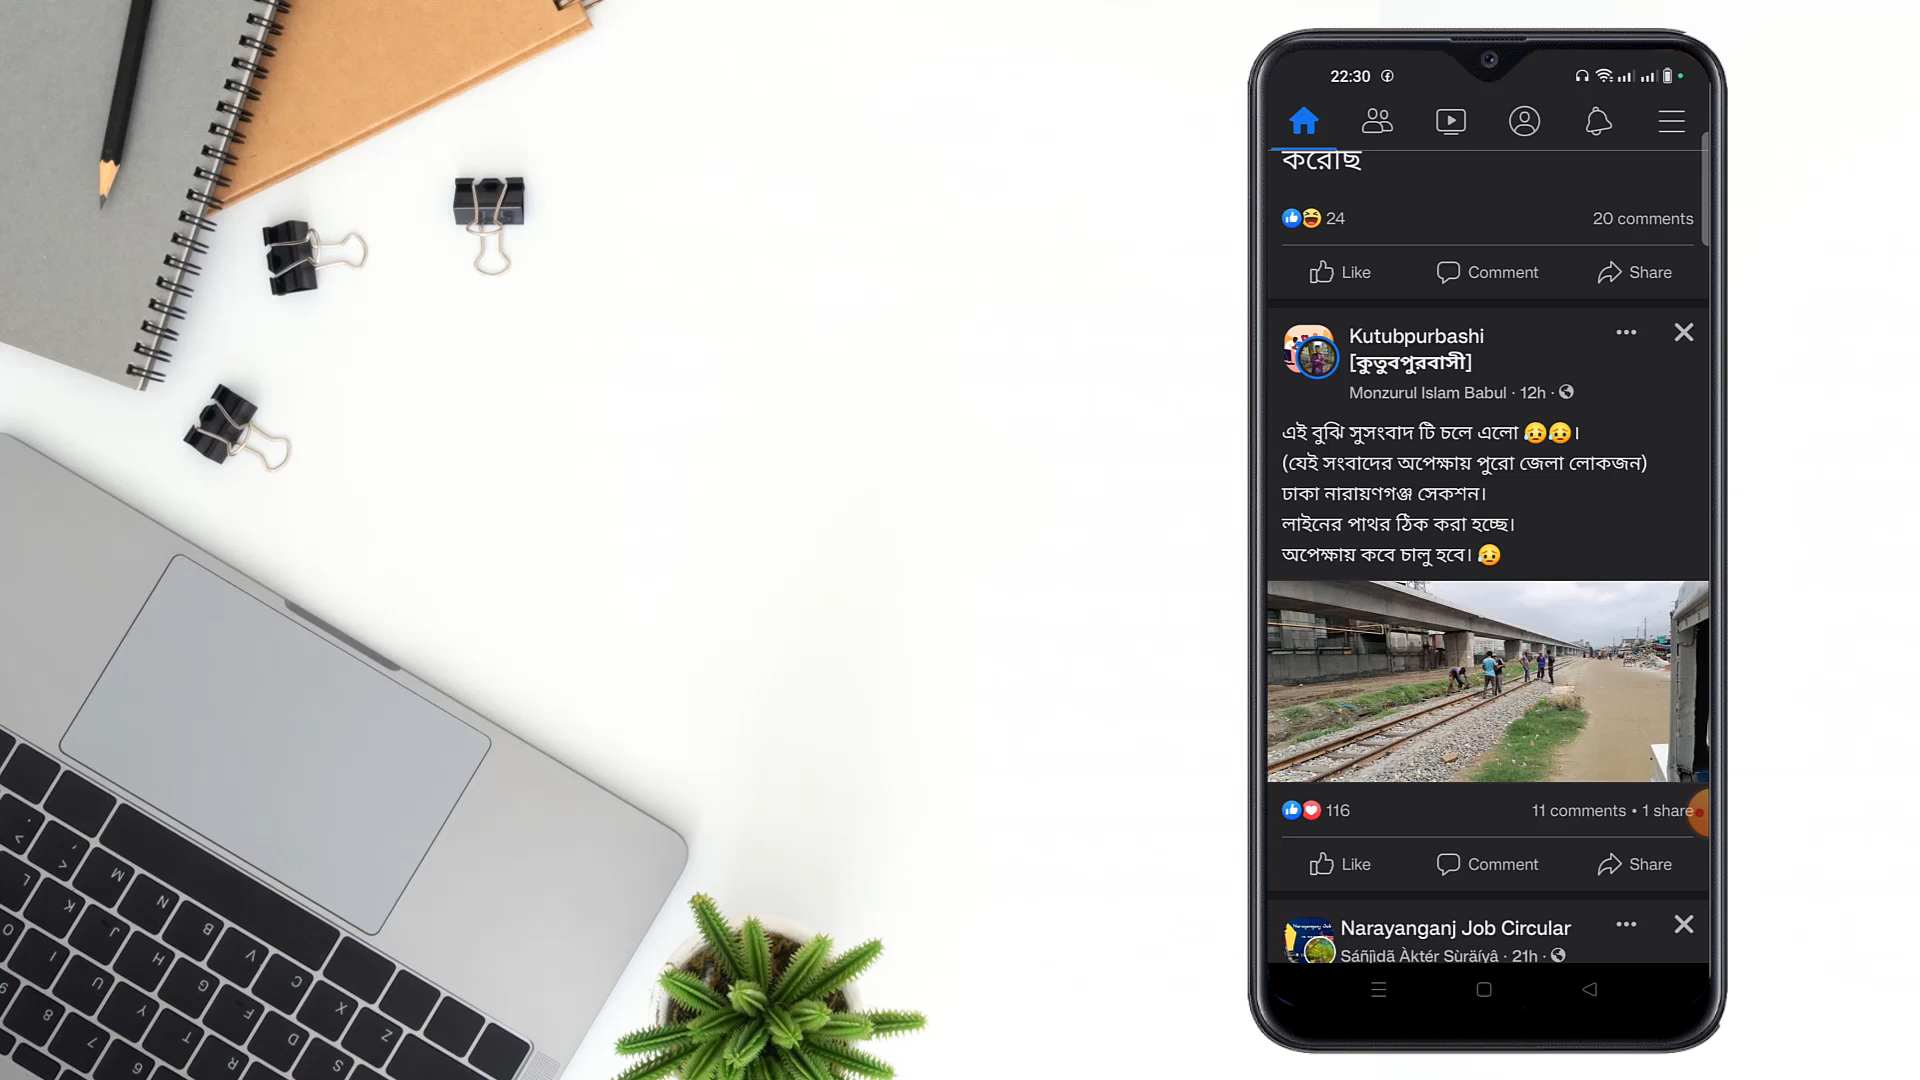 22:30
করেছি
24
20 comments
Like
Comment
Share
Kutubpurbashi
[কুতুবপুরবাসী]
Monzurul Islam Babul · 12h ·
এই বুঝি সুসংবাদ টি চলে এলো 😥😥।
(যেই সংবাদের অপেক্ষায় পুরো জেলা লোকজন)
ঢাকা নারায়ণগঞ্জ সেকশন।
লাইনের পাথর ঠিক করা হচ্ছে।
অপেক্ষায় কবে চালু হবে। 😥
116
11 comments • 1 share
Like
Comment
Share
Narayanganj Job Circular
Sáñjìdã Àktér Sùräíyâ · 21h ·